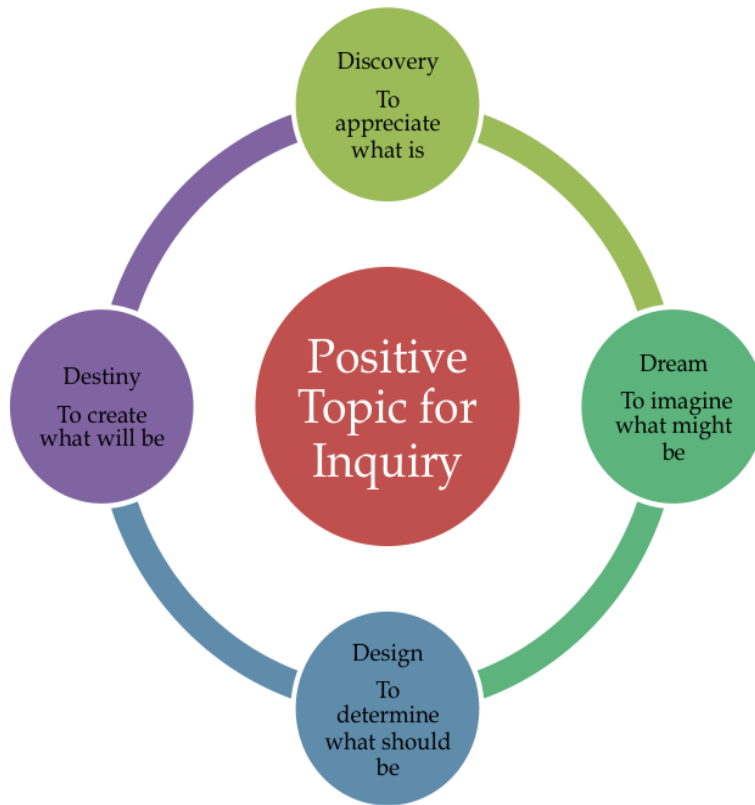 Discovery
To
appreciate
what is
Dream
To imagine
what might
be
Design
To
determine
what should
be
Destiny
To create
what will be
Positive
Topic for
Inquiry